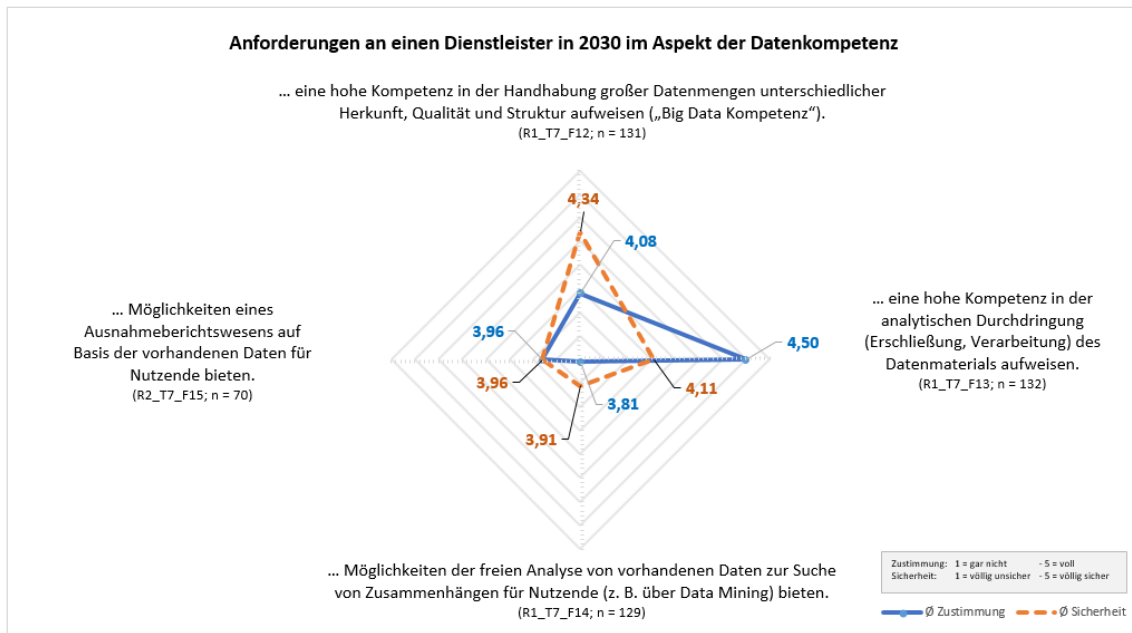 Anforderungen an einen Dienstleister in 2030 im Aspekt der Datenkompetenz
... eine hohe Kompetenz in der Handhabung großer Datenmengen unterschiedlicher
Herkunft, Qualität und Struktur aufweisen („Big Data Kompetenz“).
(R1_T7_F12; n = 131)
4,34
4,08
... eine hohe Kompetenz in der
analytischen Durchdringung
(Erschließung, Verarbeitung) des
Datenmaterials aufweisen.
(R1_T7_F13; n = 132)
4,50
4,11
... Möglichkeiten eines
Ausnahmeberichtswesens auf
Basis der vorhandenen Daten für
Nutzende bieten.
(R2_T7_F15; n = 70)
3,96
3,96
3,81
3,91
... Möglichkeiten der freien Analyse von vorhandenen Daten zur Suche
von Zusammenhängen für Nutzende (z. B. über Data Mining) bieten.
(R1_T7_F14; n = 129)
Zustimmung: 1 = gar nicht - 5 = voll
Sicherheit: 1 = völlig unsicher - 5 = völlig sicher
Ø Zustimmung Ø Sicherheit